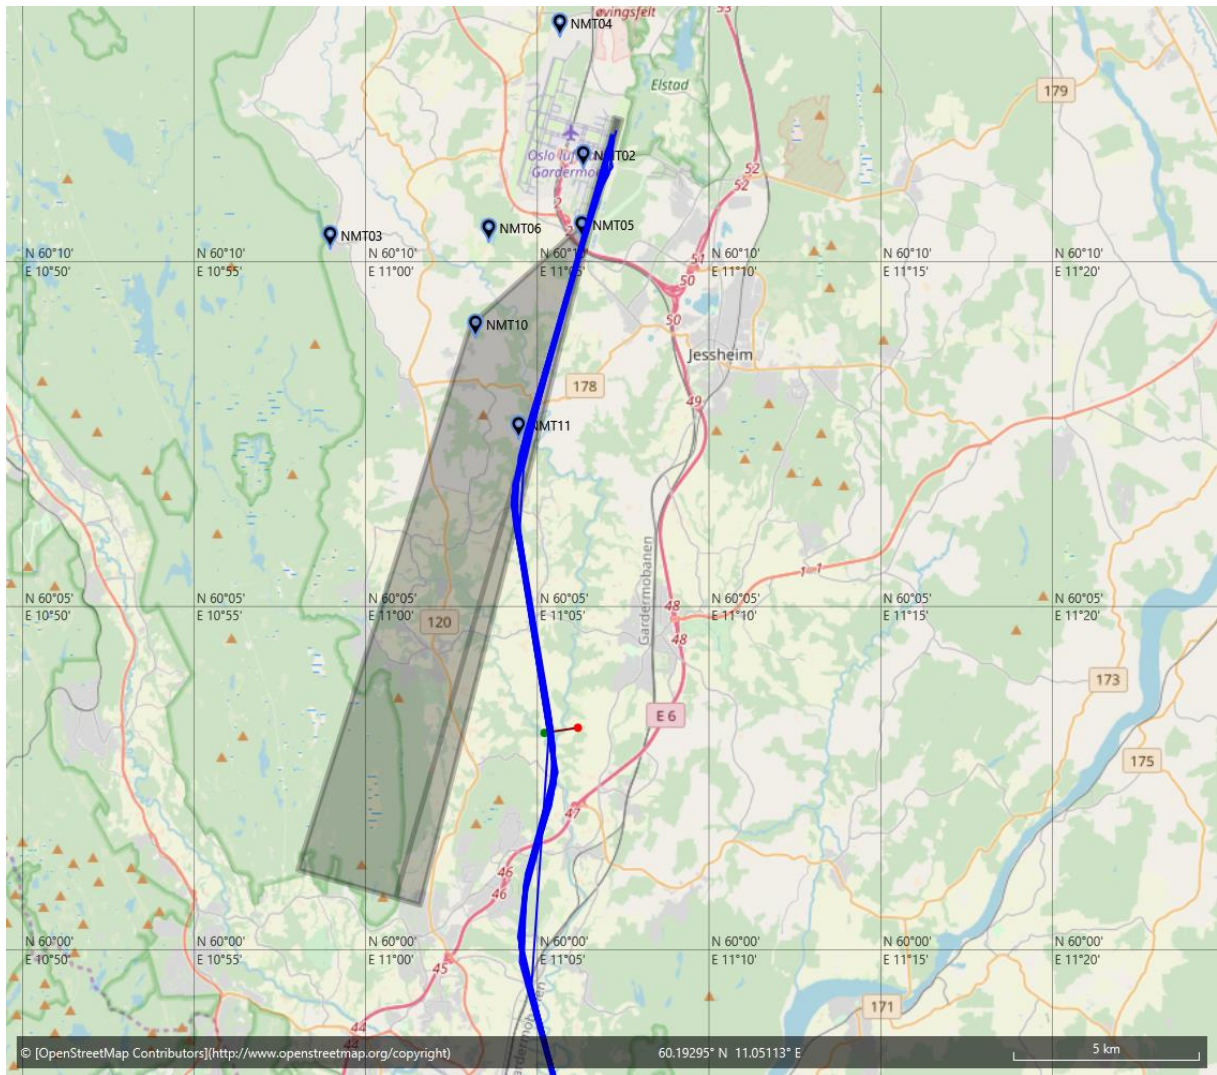 53
NMT04
øvingsfelt
Elstad
179
Oslo luf
Gardermo
NMT02
52
52
2
2
NMT05
NMT06
NMT03
N 60°10'
E 10°50'
N 60°10'
E 10°55'
N 60°10'
E 11°00'
N 60°1
E 11°05'
51
N 60°10'
E 11°10'
N 60°10'
E 11°15'
N 60°10'
E 11°20'
50
50
NMT10
Jessheim
178
49
NMT11
Gardermobanen
1
1
N 60°05'
E 10°50'
N 60°05'
E 10°55'
N 60°05'
E 11°00'
N 60°05'
E 11°05'
48
N 60°05'
E 11°10'
N 60°05'
E 11°15'
N 60°05'
E 11°20'
120
48
173
E 6
175
47
46
46
N 60°00'
E 10°50'
N 60°00'
E 10°55'
N 60°00'
E 11°00'
45
N 60°00'
E 11°05'
N 60°00'
E 11°10'
N 60°00'
E 11°15'
N 60°00'
E 11°20'
171
44
ardermobanen
© [OpenStreetMap Contributors](http://www.openstreetmap.org/copyright)
60.19295° N 11.05113° E
5 km